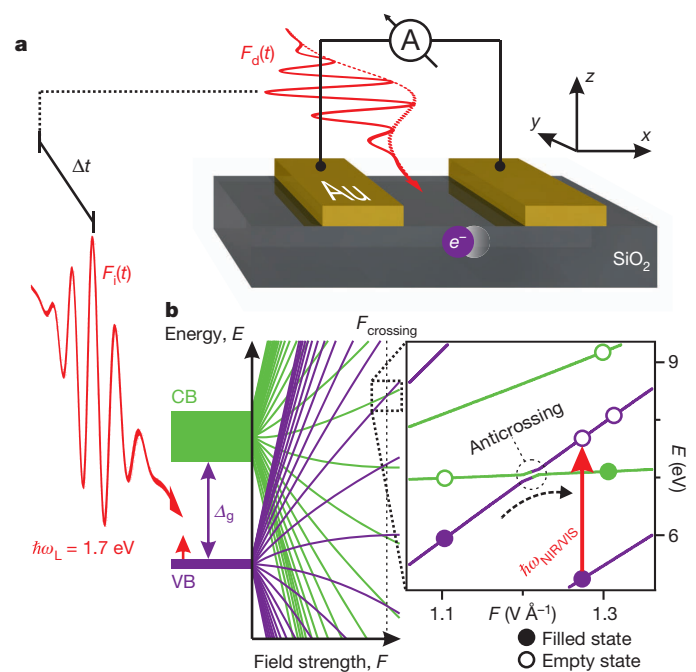 a
F_d(t)
A
z
y
x
Δt
Au
e⁻
SiO₂
F_i(t)
b
Energy, E
F_crossing
CB
9
Anticrossing
E (eV)
Δ_g
ħω_L = 1.7 eV
VB
ħω_NIR/VIS
6
1.1
F (V Å⁻¹)
1.3
Field strength, F
Filled state
Empty state